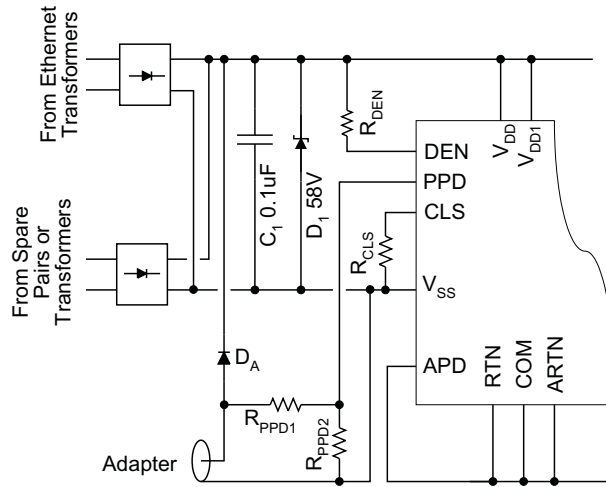 From Ethernet
Transformers
From Spare
Pairs or
Transformers
C1 0.1uF
D1 58V
RDEN
DEN
PPD
CLS
VSS
APD
VDD
VDD1
RTN
COM
ARTN
RCLS
DA
RPPD1
RPPD2
Adapter